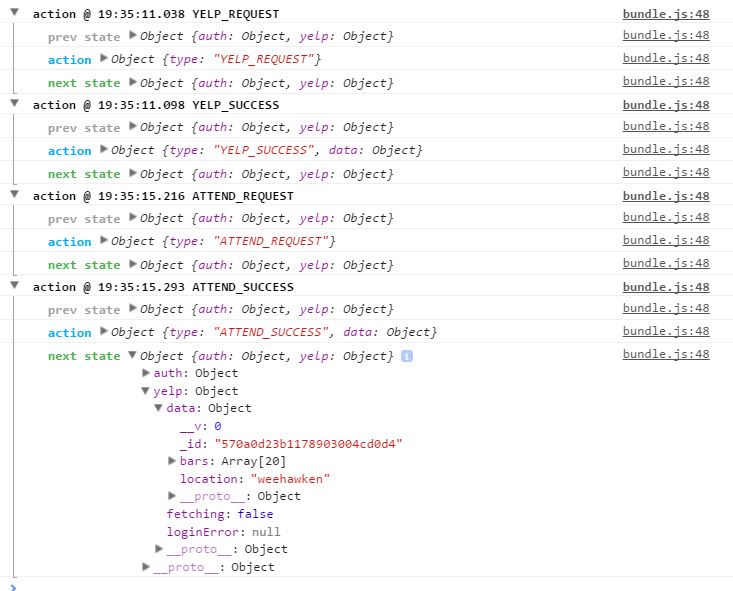 action @ 19:35:11.038 YELP_REQUEST bundle.js:48
prev state Object {auth: Object, yelp: Object} bundle.js:48
action Object {type: "YELP_REQUEST"} bundle.js:48
next state Object {auth: Object, yelp: Object} bundle.js:48
action @ 19:35:11.098 YELP_SUCCESS bundle.js:48
prev state Object {auth: Object, yelp: Object} bundle.js:48
action Object {type: "YELP_SUCCESS", data: Object} bundle.js:48
next state Object {auth: Object, yelp: Object} bundle.js:48
action @ 19:35:15.216 ATTEND_REQUEST bundle.js:48
prev state Object {auth: Object, yelp: Object} bundle.js:48
action Object {type: "ATTEND_REQUEST"} bundle.js:48
next state Object {auth: Object, yelp: Object} bundle.js:48
action @ 19:35:15.293 ATTEND_SUCCESS bundle.js:48
prev state Object {auth: Object, yelp: Object} bundle.js:48
action Object {type: "ATTEND_SUCCESS", data: Object} bundle.js:48
next state Object {auth: Object, yelp: Object} i bundle.js:48
auth: Object
yelp: Object
data: Object
__v: 0
_id: "570a0d23b1178903004cd0d4"
bars: Array[20]
location: "weehawken"
__proto__: Object
fetching: false
loginError: null
__proto__: Object
__proto__: Object